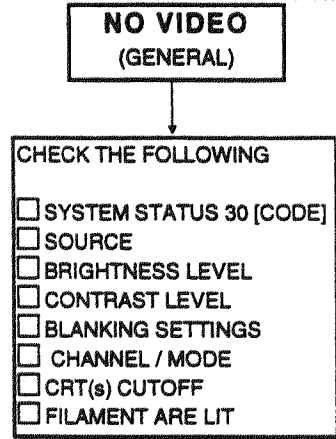 NO VIDEO
(GENERAL)
CHECK THE FOLLOWING
SYSTEM STATUS 30 [CODE]
SOURCE
BRIGHTNESS LEVEL
CONTRAST LEVEL
BLANKING SETTINGS
CHANNEL / MODE
CRT(s) CUTOFF
FILAMENT ARE LIT